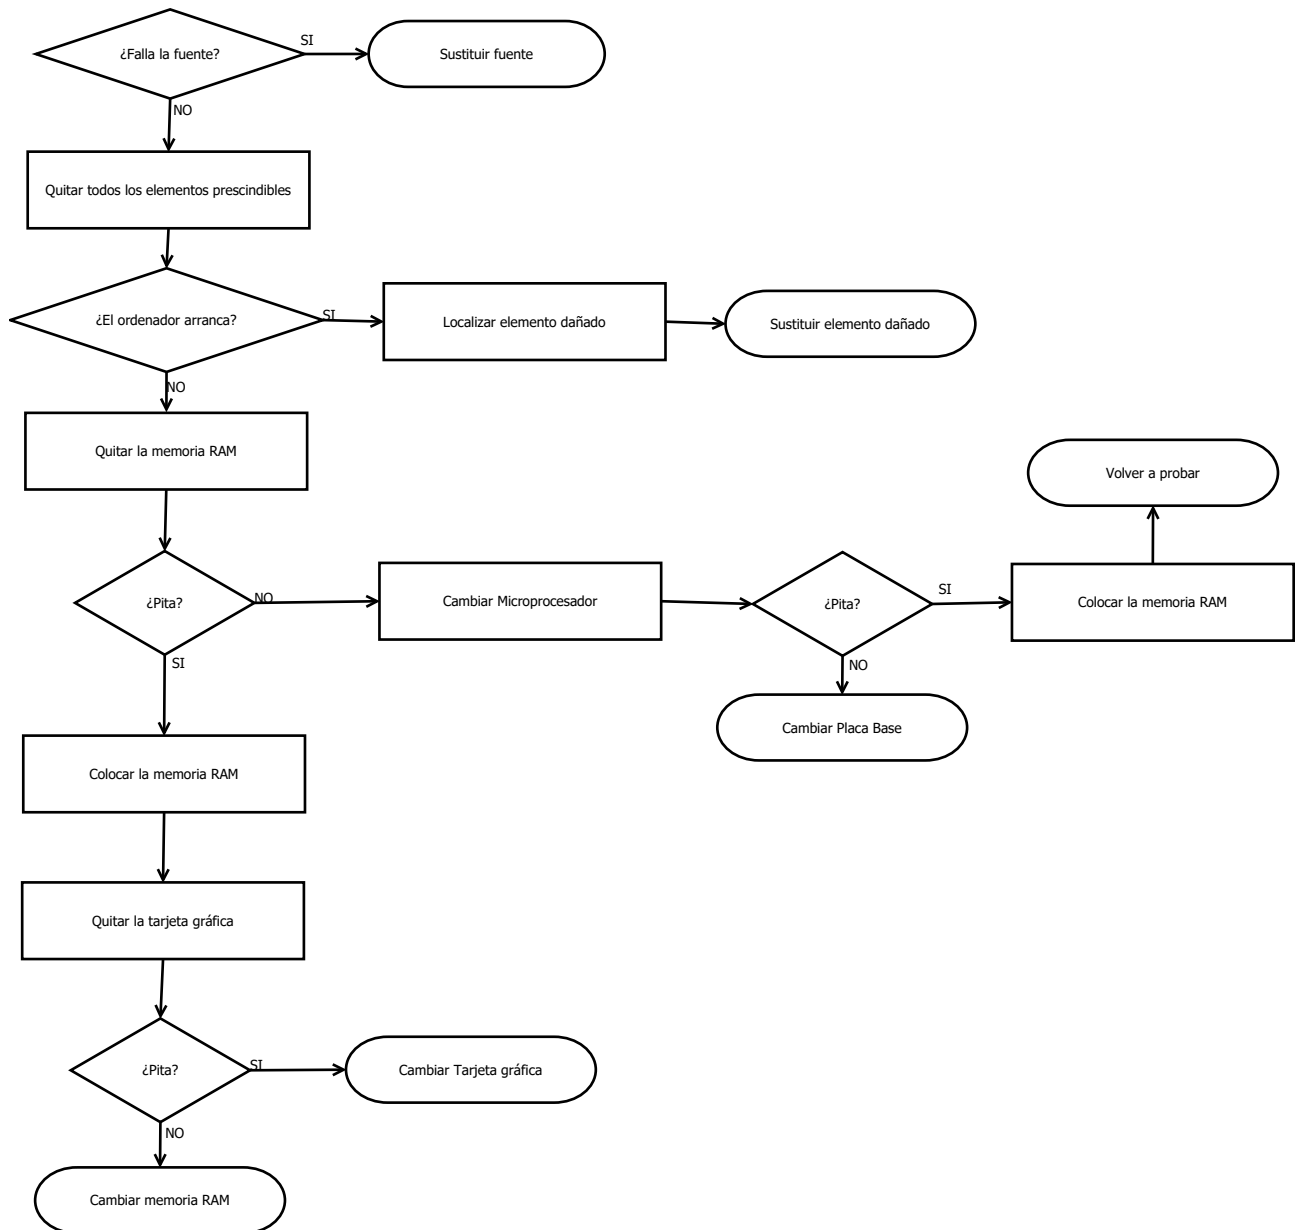 ¿Falla la fuente?
SI
Sustituir fuente
NO
Quitar todos los elementos prescindibles
¿El ordenador arranca?
SI
Localizar elemento dañado
Sustituir elemento dañado
NO
Quitar la memoria RAM
Volver a probar
¿Pita?
NO
Cambiar Microprocesador
¿Pita?
SI
Colocar la memoria RAM
SI
NO
Cambiar Placa Base
Colocar la memoria RAM
Quitar la tarjeta gráfica
¿Pita?
SI
Cambiar Tarjeta gráfica
NO
Cambiar memoria RAM